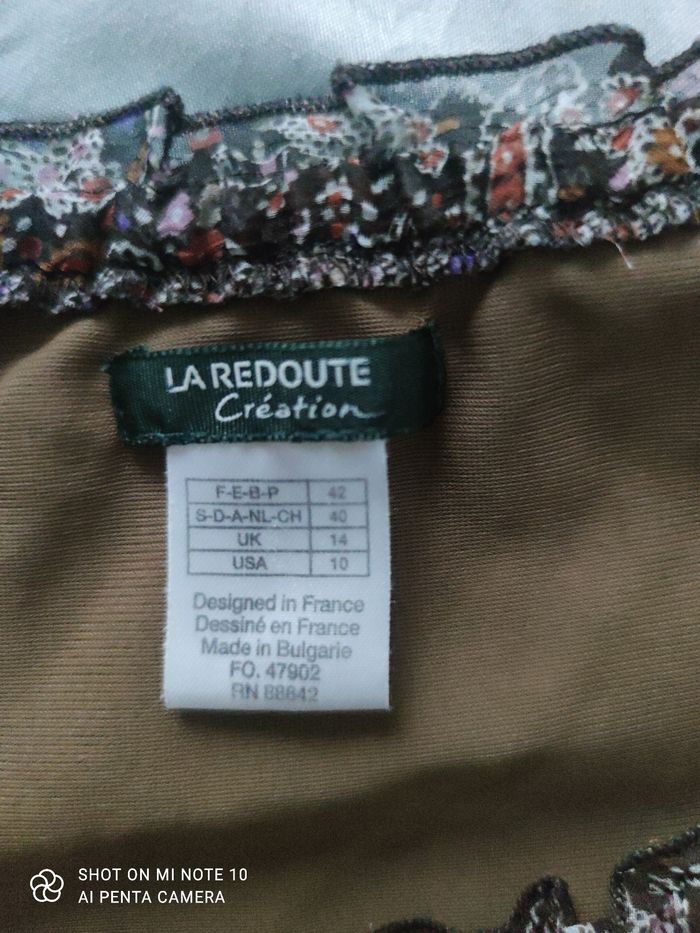 LA REDOUTE
Création
F-E-B-P 42
S-D-A-NL-CH 40
UK 14
USA 10
Designed in France
Dessiné en France
Made in Bulgarie
FO. 47902
RN 88842
SHOT ON MI NOTE 10
AI PENTA CAMERA